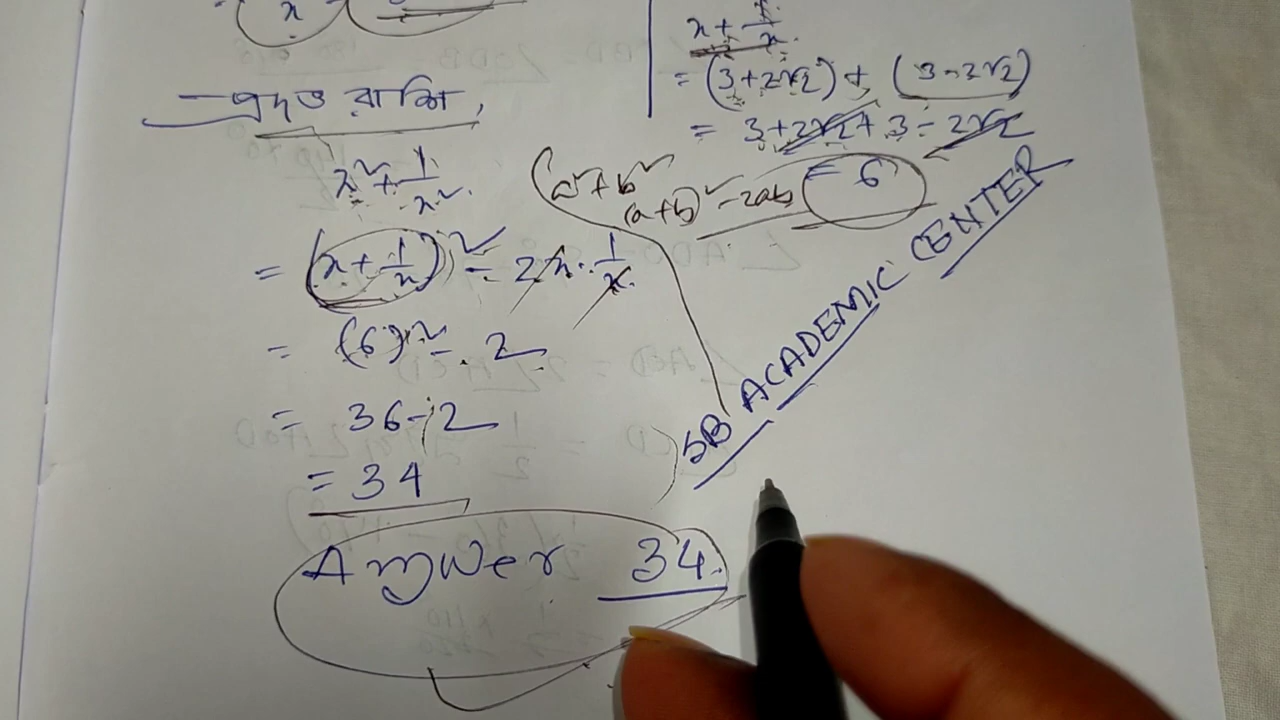 x
x + 1/x
= (3+2√2) + (3-2√2)
= 3+2√2+3-2√2
= 6
প্রদত্ত রাশি,
x² + 1/x²
(a²+b²
(a+b)²-2ab
= (x + 1/x)² - 2x · 1/x
= (6)² - 2
= 36-2
= 34
Answer 34.
SB ACADEMIC CENTER